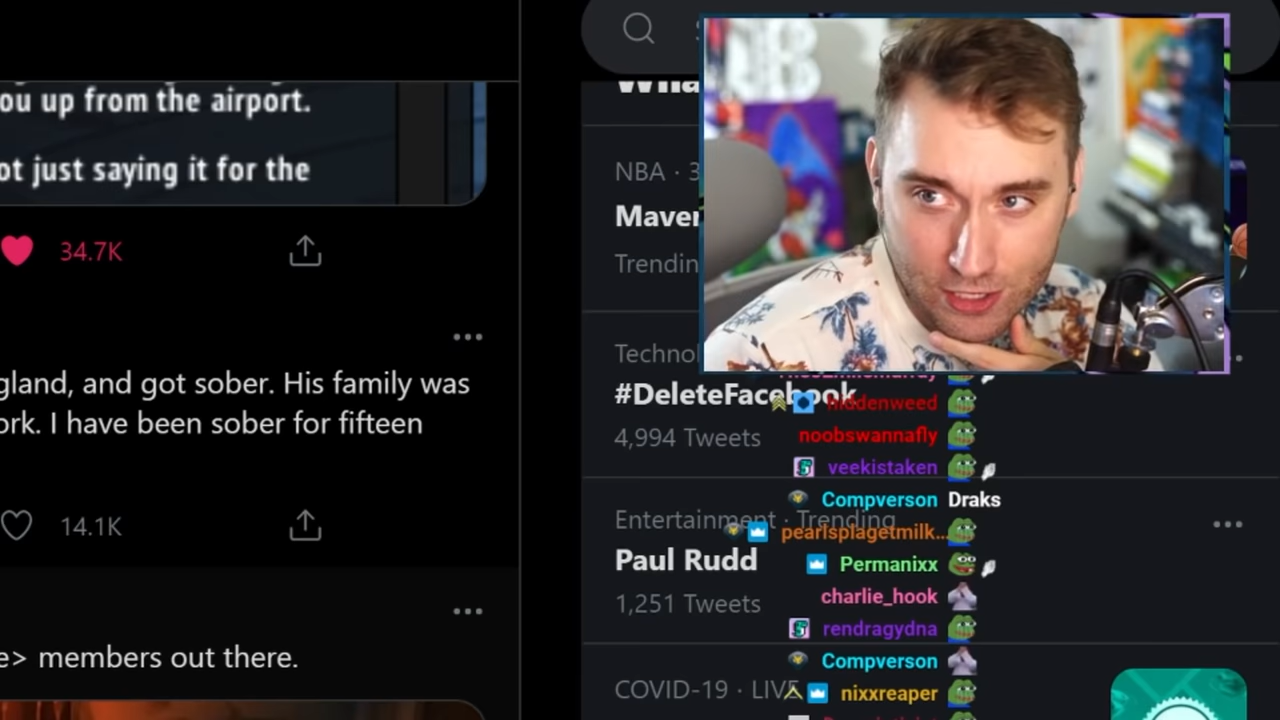 ou up from the airport.
ot just saying it for the
34.7K
gland, and got sober. His family was
ork. I have been sober for fifteen
14.1K
e> members out there.
NBA · 3
Maver
Trendin
Technol
#DeleteFacebook
4,994 Tweets
Entertainment · Trending
Paul Rudd
1,251 Tweets
COVID-19 · LIVE
hiddenweed
noobswannafly
veekistaken
Compverson Draks
pearlsplagetmilk...
Permanixx
charlie_hook
rendragydna
Compverson
nixxreaper